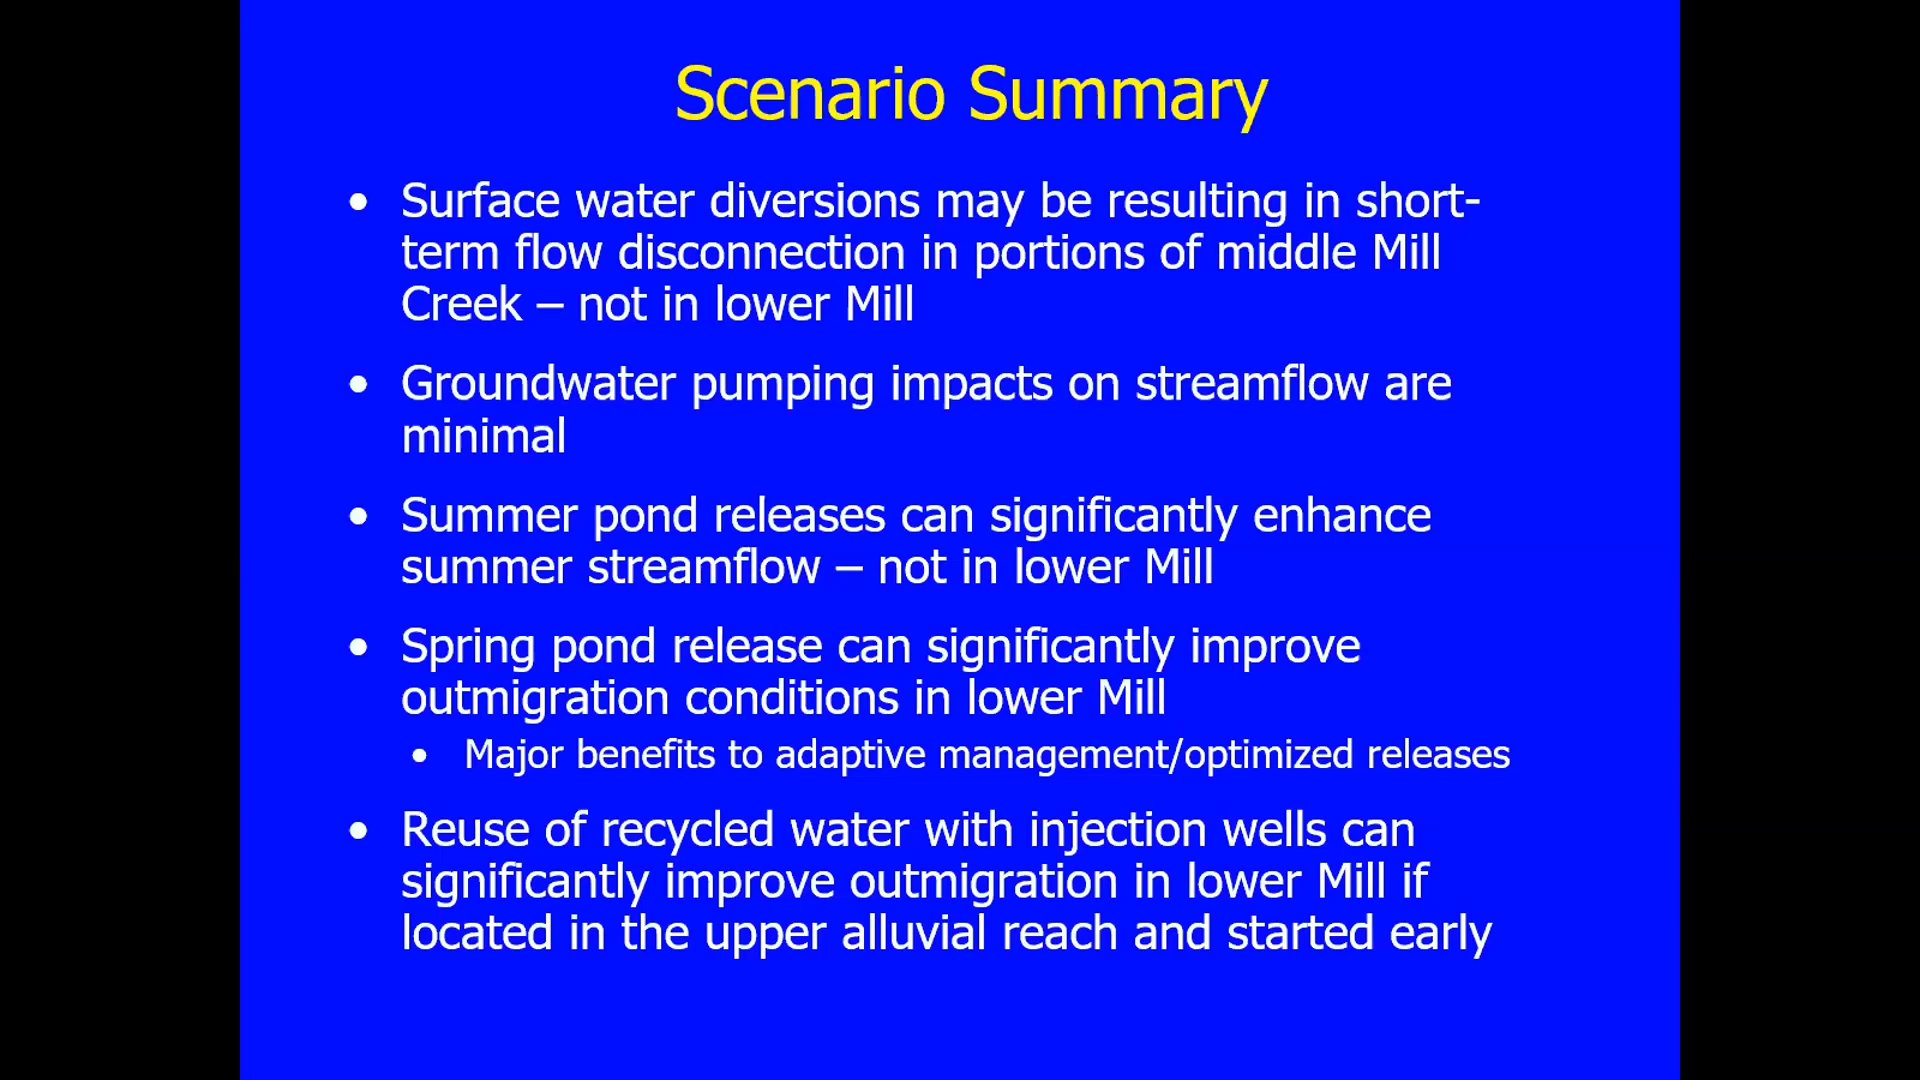 Scenario Summary
• Surface water diversions may be resulting in short-
term flow disconnection in portions of middle Mill
Creek – not in lower Mill
• Groundwater pumping impacts on streamflow are
minimal
• Summer pond releases can significantly enhance
summer streamflow – not in lower Mill
• Spring pond release can significantly improve
outmigration conditions in lower Mill
• Major benefits to adaptive management/optimized releases
• Reuse of recycled water with injection wells can
significantly improve outmigration in lower Mill if
located in the upper alluvial reach and started early